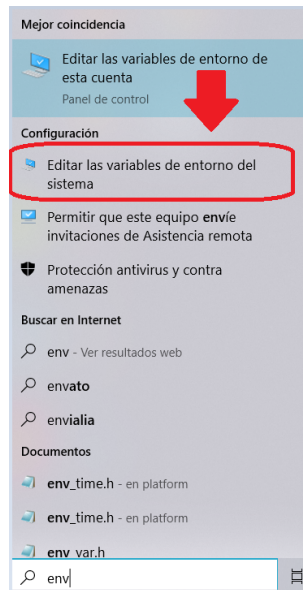 Mejor coincidencia
Editar las variables de entorno de
esta cuenta
Panel de control
Configuración
Editar las variables de entorno del
sistema
Permitir que este equipo envíe
invitaciones de Asistencia remota
Protección antivirus y contra
amenazas
Buscar en Internet
env - Ver resultados web
envato
envialia
Documentos
env_time.h - en platform
env_time.h - en platform
env_var.h
env